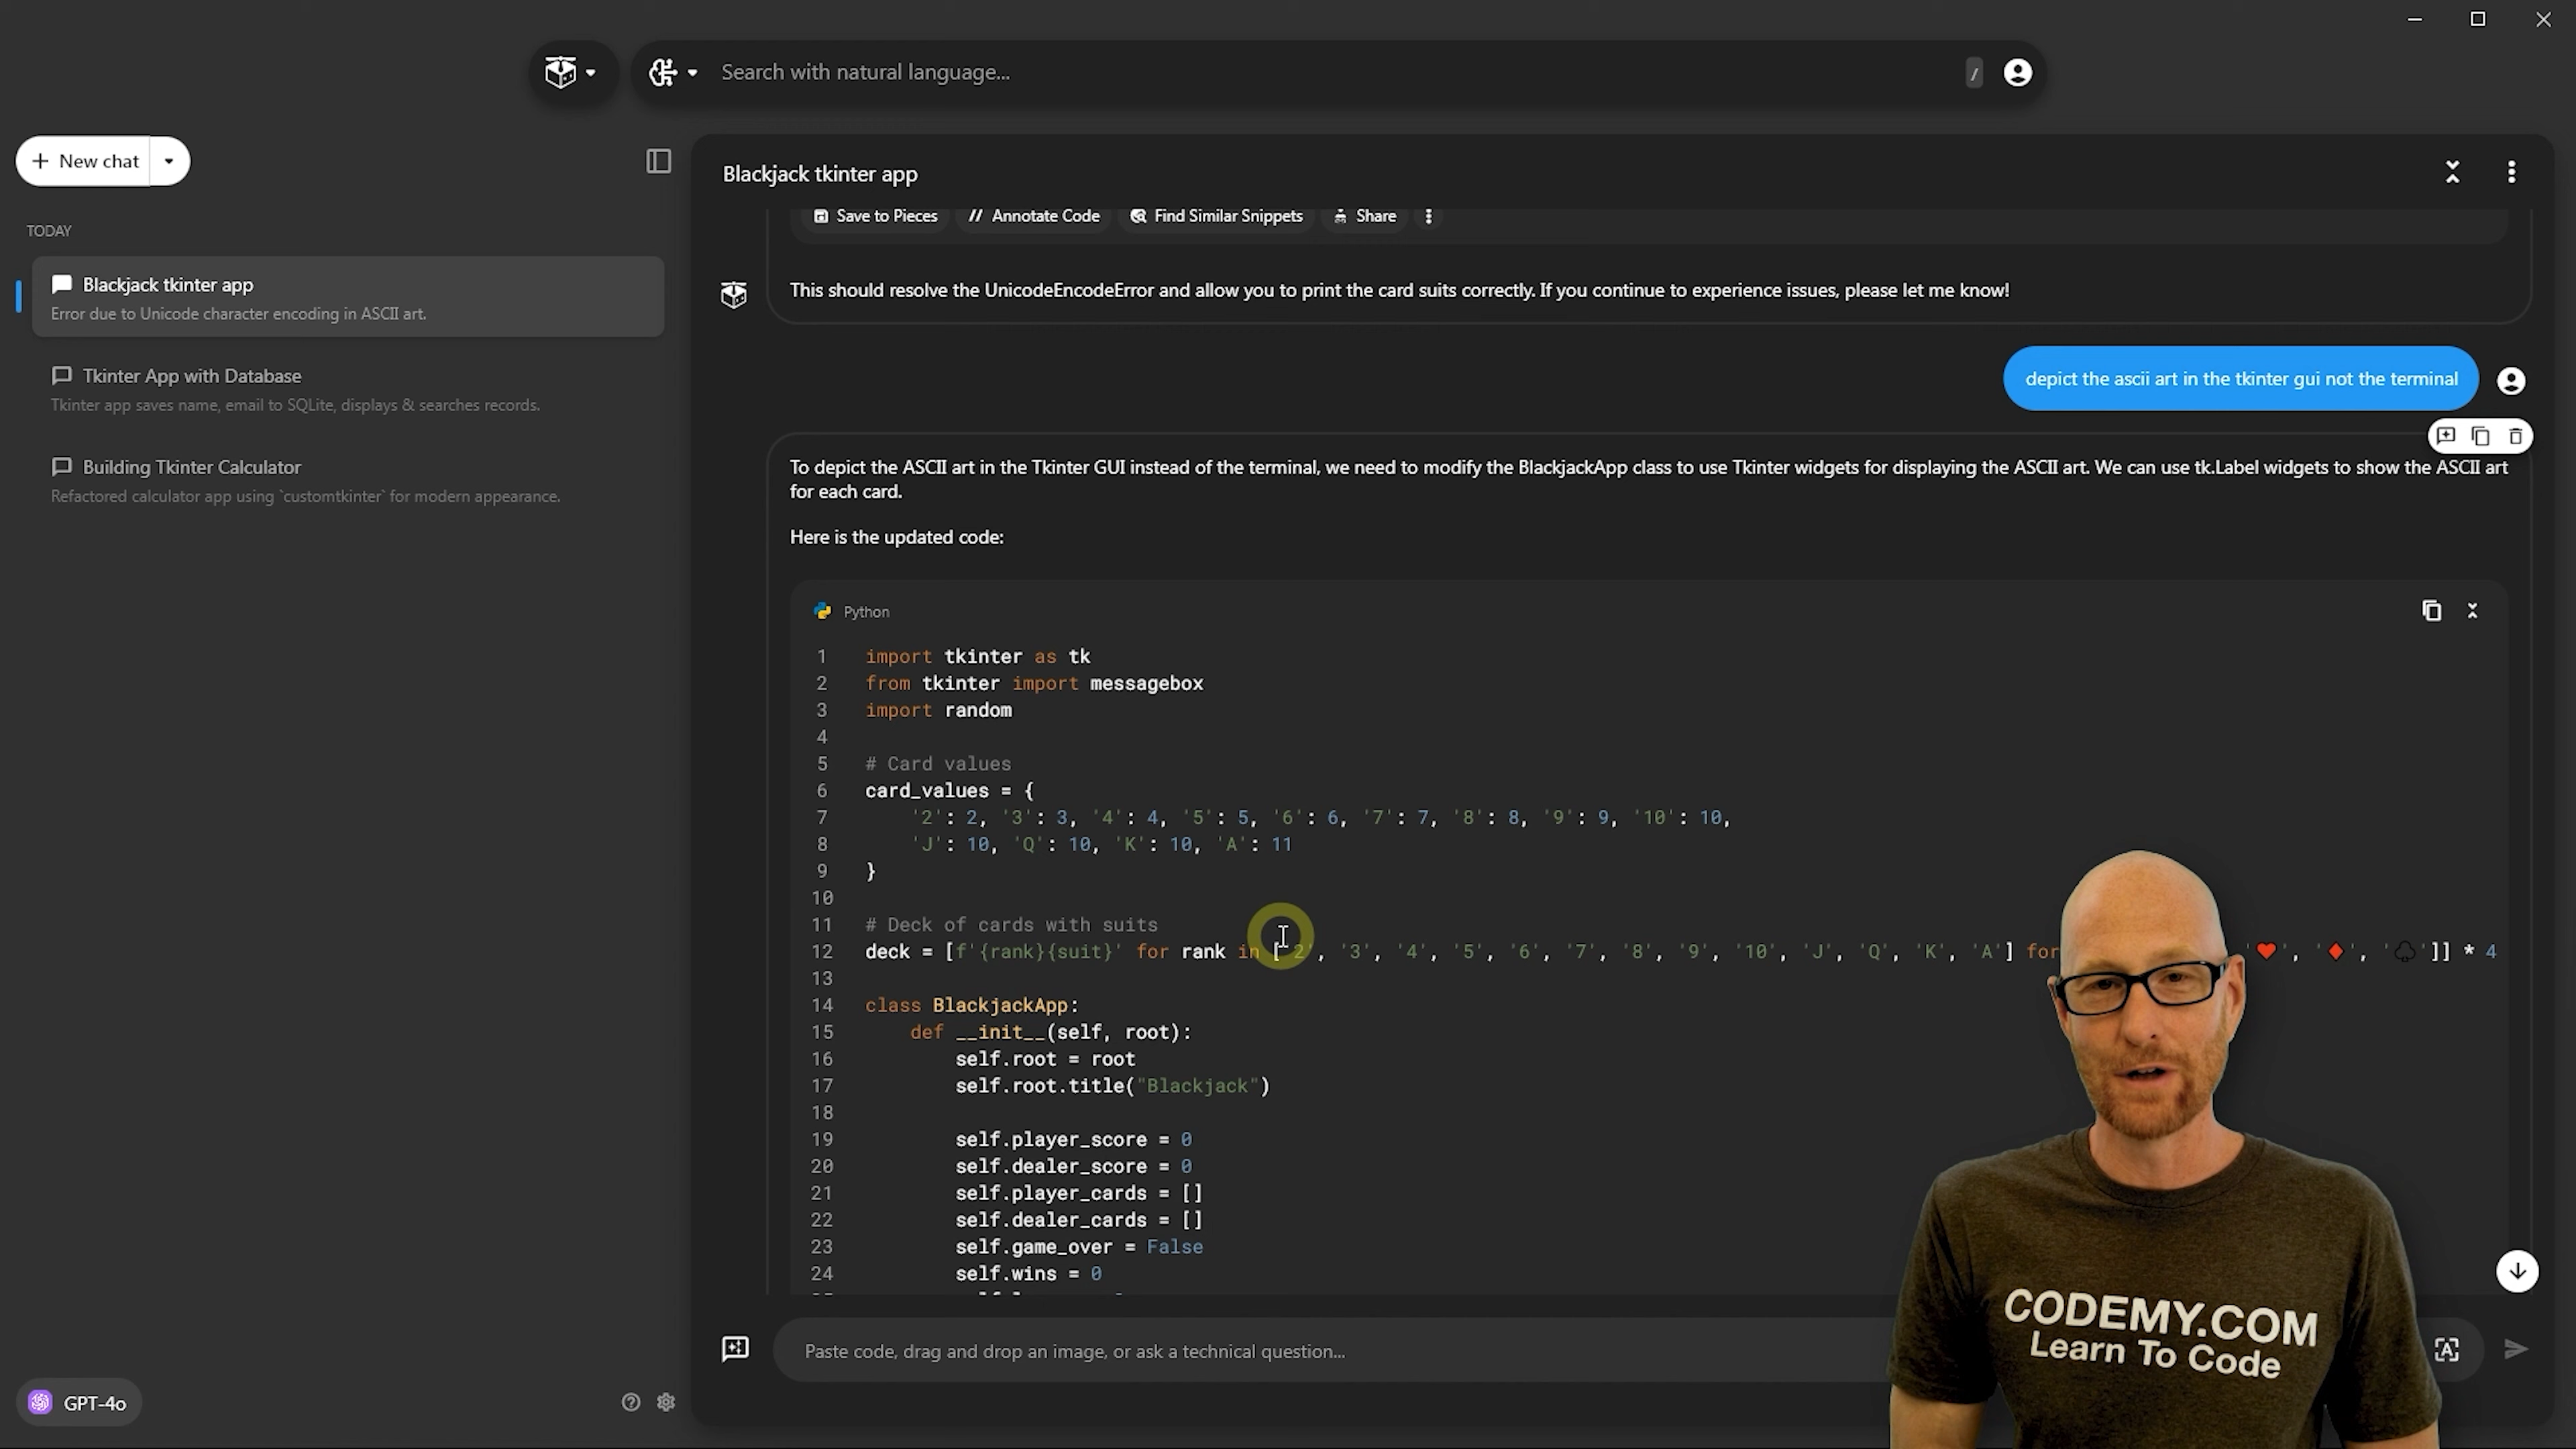 Search with natural language...
/
New chat
TODAY
Blackjack tkinter app
Error due to Unicode character encoding in ASCII art.
Tkinter App with Database
Tkinter app saves name, email to SQLite, displays & searches records.
Building Tkinter Calculator
Refactored calculator app using `customtkinter` for modern appearance.
GPT-4o
Blackjack tkinter app
Save to Pieces // Annotate Code Find Similar Snippets Share
This should resolve the UnicodeEncodeError and allow you to print the card suits correctly. If you continue to experience issues, please let me know!
depict the ascii art in the tkinter gui not the terminal
To depict the ASCII art in the Tkinter GUI instead of the terminal, we need to modify the BlackjackApp class to use Tkinter widgets for displaying the ASCII art. We can use tk.Label widgets to show the ASCII art
for each card.
Here is the updated code:
Python
1 import tkinter as tk
2 from tkinter import messagebox
3 import random
4
5 # Card values
6 card_values = {
7 '2': 2, '3': 3, '4': 4, '5': 5, '6': 6, '7': 7, '8': 8, '9': 9, '10': 10,
8 'J': 10, 'Q': 10, 'K': 10, 'A': 11
9 }
10
11 # Deck of cards with suits
12 deck = [f'{rank}{suit}' for rank in ['2', '3', '4', '5', '6', '7', '8', '9', '10', 'J', 'Q', 'K', 'A'] for '♥', '♦', '♣']] * 4
13
14 class BlackjackApp:
15 def __init__(self, root):
16 self.root = root
17 self.root.title("Blackjack")
18
19 self.player_score = 0
20 self.dealer_score = 0
21 self.player_cards = []
22 self.dealer_cards = []
23 self.game_over = False
24 self.wins = 0
Paste code, drag and drop an image, or ask a technical question...
CODEMY.COM
Learn To Code